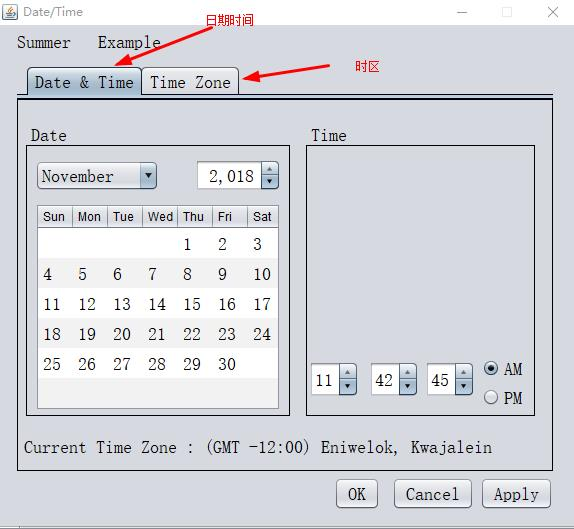 Date/Time
日期时间
Summer Example
时区
Date & Time Time Zone
Date Time
November 2,018
Sun Mon Tue Wed Thu Fri Sat
1 2 3
4 5 6 7 8 9 10
11 12 13 14 15 16 17
18 19 20 21 22 23 24
25 26 27 28 29 30
11 42 45 AM
PM
Current Time Zone : (GMT -12:00) Eniwelok, Kwajalein
OK Cancel Apply